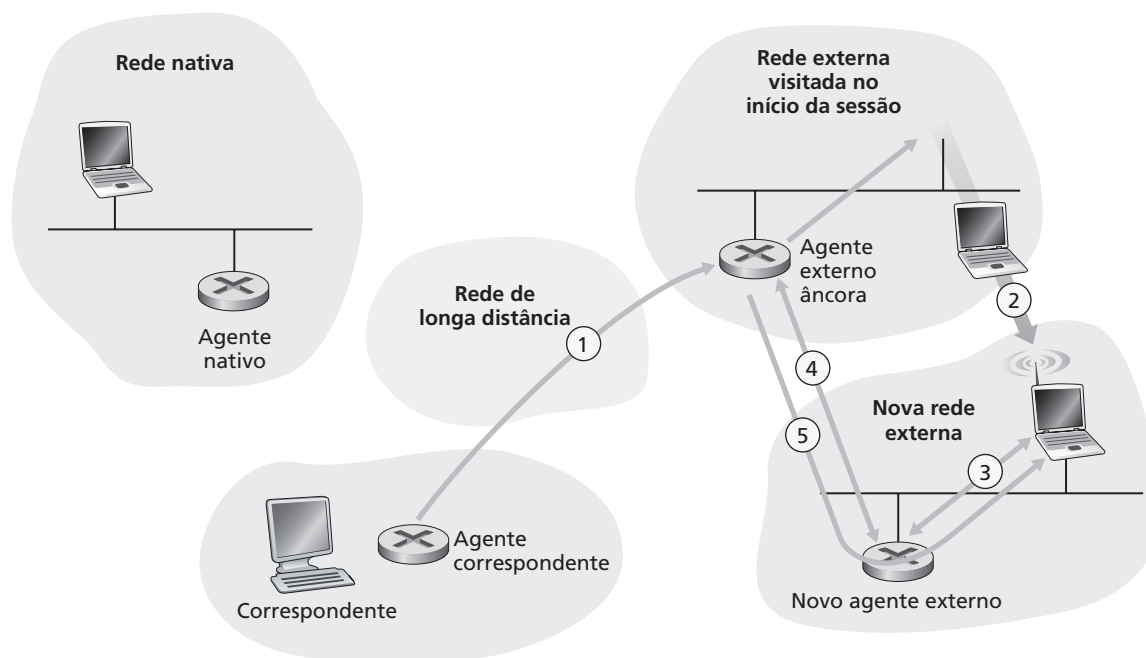 Rede nativa
Agente
nativo
Rede de
longa distância
1
Rede externa
visitada no
início da sessão
Agente
externo
âncora
2
4
5
Nova rede
externa
3
Novo agente externo
Agente
correspondente
Correspondente